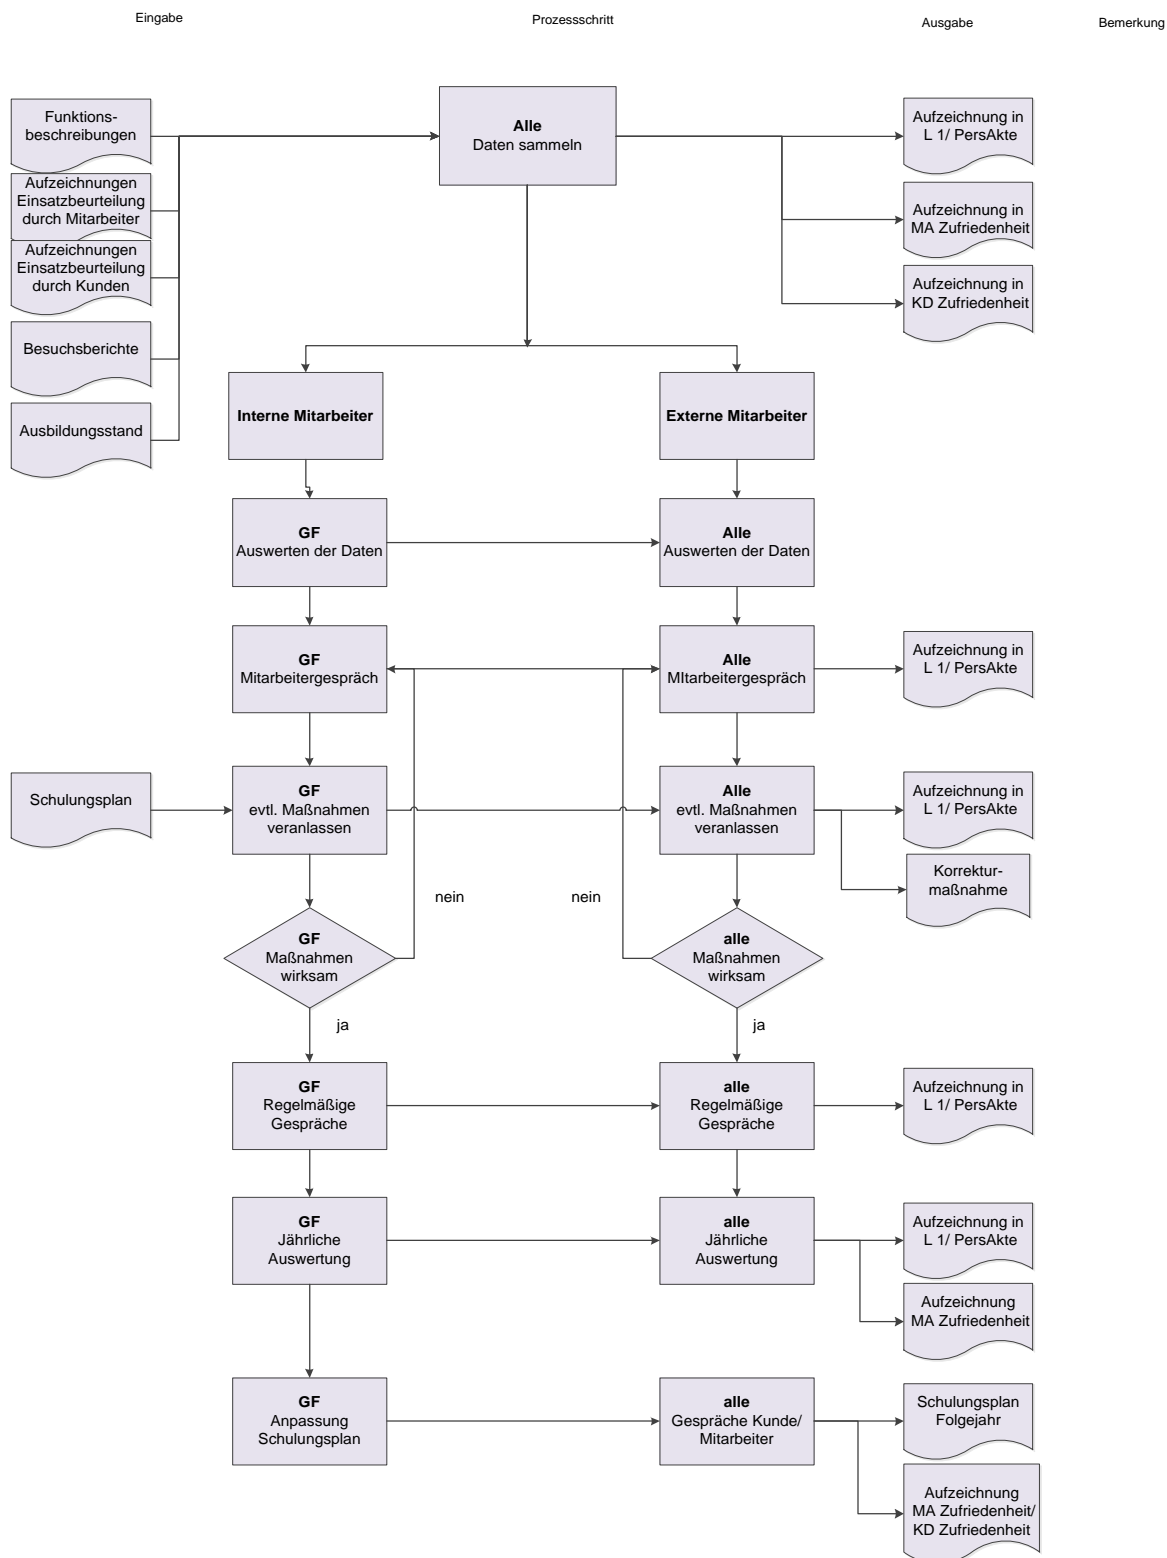 Eingabe
Prozessschritt
Ausgabe
Bemerkung
Funktions-
beschreibungen
Alle
Daten sammeln
Aufzeichnung in
L 1/ PersAkte
Aufzeichnungen
Einsatzbeurteilung
durch Mitarbeiter
Aufzeichnung in
MA Zufriedenheit
Aufzeichnungen
Einsatzbeurteilung
durch Kunden
Aufzeichnung in
KD Zufriedenheit
Besuchsberichte
Ausbildungsstand
Interne Mitarbeiter
Externe Mitarbeiter
GF
Auswerten der Daten
Alle
Auswerten der Daten
GF
Mitarbeitergespräch
Alle
MItarbeitergespräch
Aufzeichnung in
L 1/ PersAkte
Schulungsplan
GF
evtl. Maßnahmen
veranlassen
Alle
evtl. Maßnahmen
veranlassen
Aufzeichnung in
L 1/ PersAkte
Korrektur-
maßnahme
nein
nein
GF
Maßnahmen
wirksam
alle
Maßnahmen
wirksam
ja
ja
GF
Regelmäßige
Gespräche
alle
Regelmäßige
Gespräche
Aufzeichnung in
L 1/ PersAkte
GF
Jährliche
Auswertung
alle
Jährliche
Auswertung
Aufzeichnung in
L 1/ PersAkte
Aufzeichnung
MA Zufriedenheit
GF
Anpassung
Schulungsplan
alle
Gespräche Kunde/
Mitarbeiter
Schulungsplan
Folgejahr
Aufzeichnung
MA Zufriedenheit/
KD Zufriedenheit